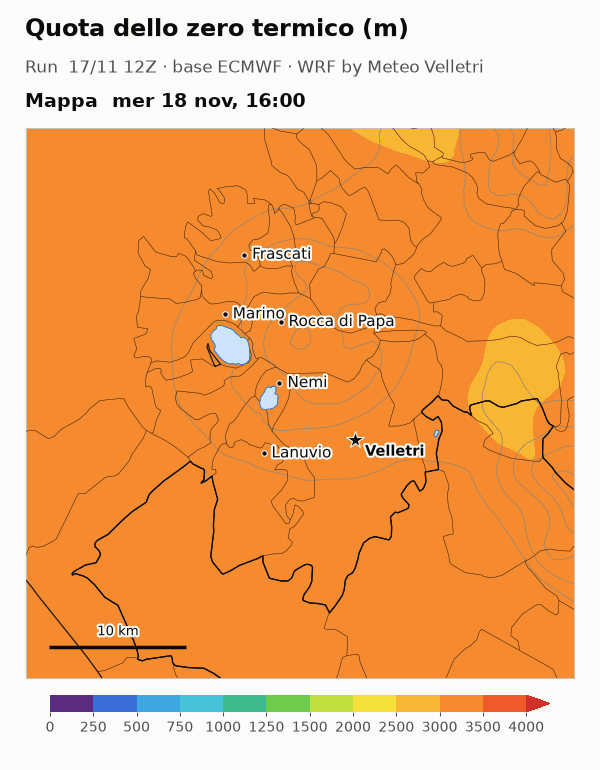 Quota dello zero termico (m)
Run  17/11 12Z · base ECMWF · WRF by Meteo Velletri
Mappa  mer 18 nov, 16:00
Frascati
Marino
Rocca di Papa
Nemi
Velletri
Lanuvio
10 km
0 250 500 750 1000 1250 1500 2000 2500 3000 3500 4000